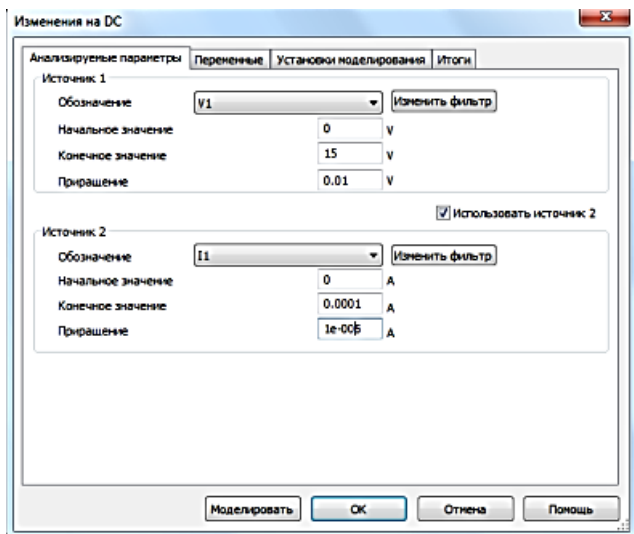 Изменения на DC
Анализируемые параметры Переменные Установки моделирования Итоги
Источник 1
Обозначение V1 Изменить фильтр
Начальное значение 0 V
Конечное значение 15 V
Приращение 0.01 V
Использовать источник 2
Источник 2
Обозначение I1 Изменить фильтр
Начальное значение 0 A
Конечное значение 0.0001 A
Приращение 1e-005 A
Моделировать OK Отмена Помощь